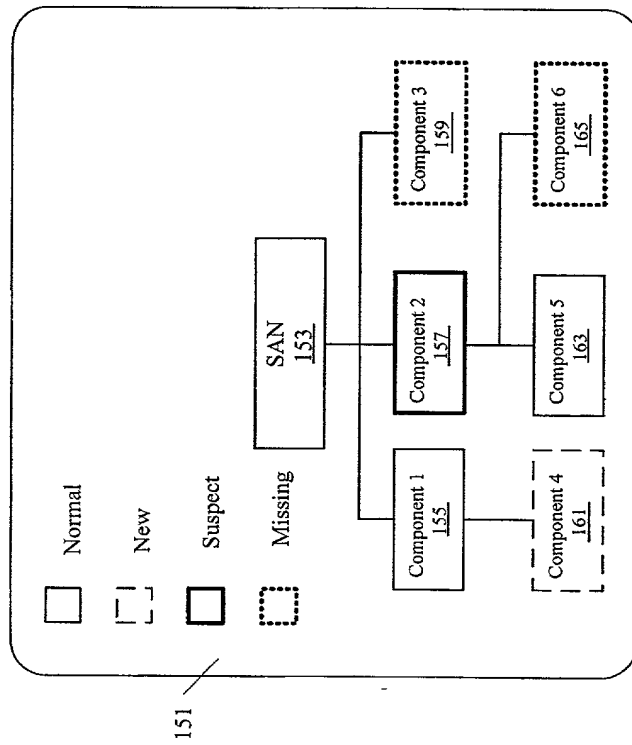 Normal
New
Suspect
Missing
SAN
153
Component 1
155
Component 2
157
Component 3
159
Component 4
161
Component 5
163
Component 6
165
151